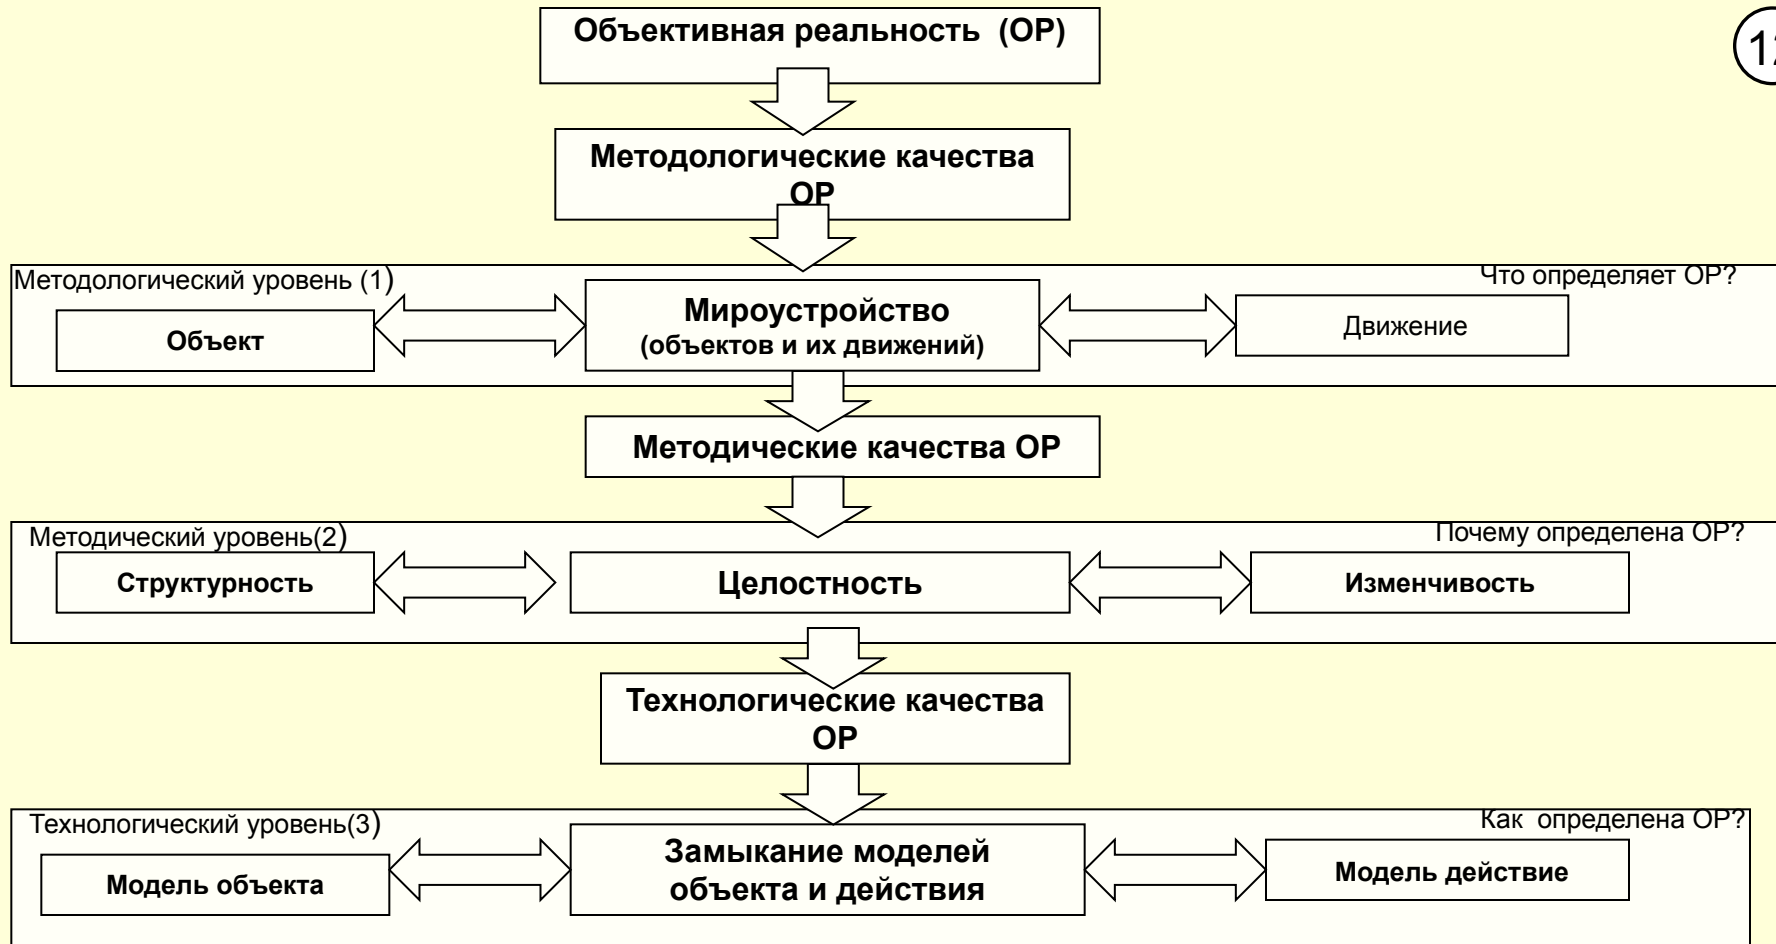 Объективная реальность (ОР)
12
Методологические качества
ОР
Методологический уровень (1)
Что определяет ОР?
Объект
Мироустройство
(объектов и их движений)
Движение
Методические качества ОР
Методический уровень(2)
Почему определена ОР?
Структурность
Целостность
Изменчивость
Технологические качества
ОР
Технологический уровень(3)
Как определена ОР?
Модель объекта
Замыкание моделей
объекта и действия
Модель действие